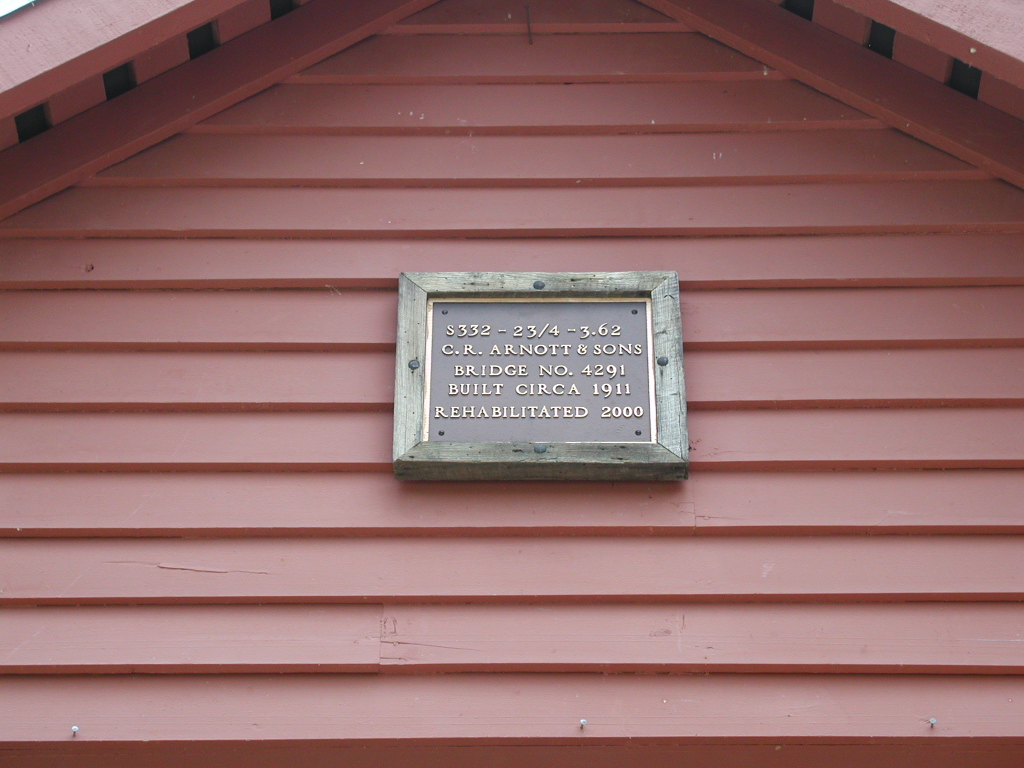 S332 - 23/4 - 3.62
C.R. ARNOTT & SONS
BRIDGE NO. 4291
BUILT CIRCA 1911
REHABILITATED 2000